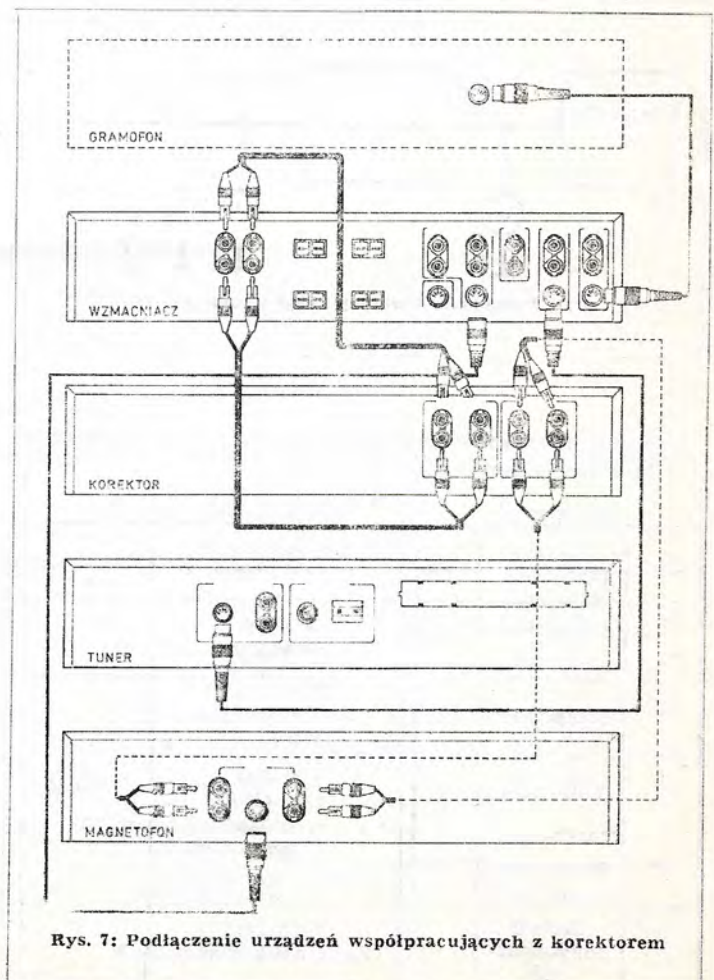 GRAMOFON
WZMACNIACZ
KOREKTOR
TUNER
MAGNETOFON
Rys. 7: Podłączenie urządzeń współpracujących z korektorem